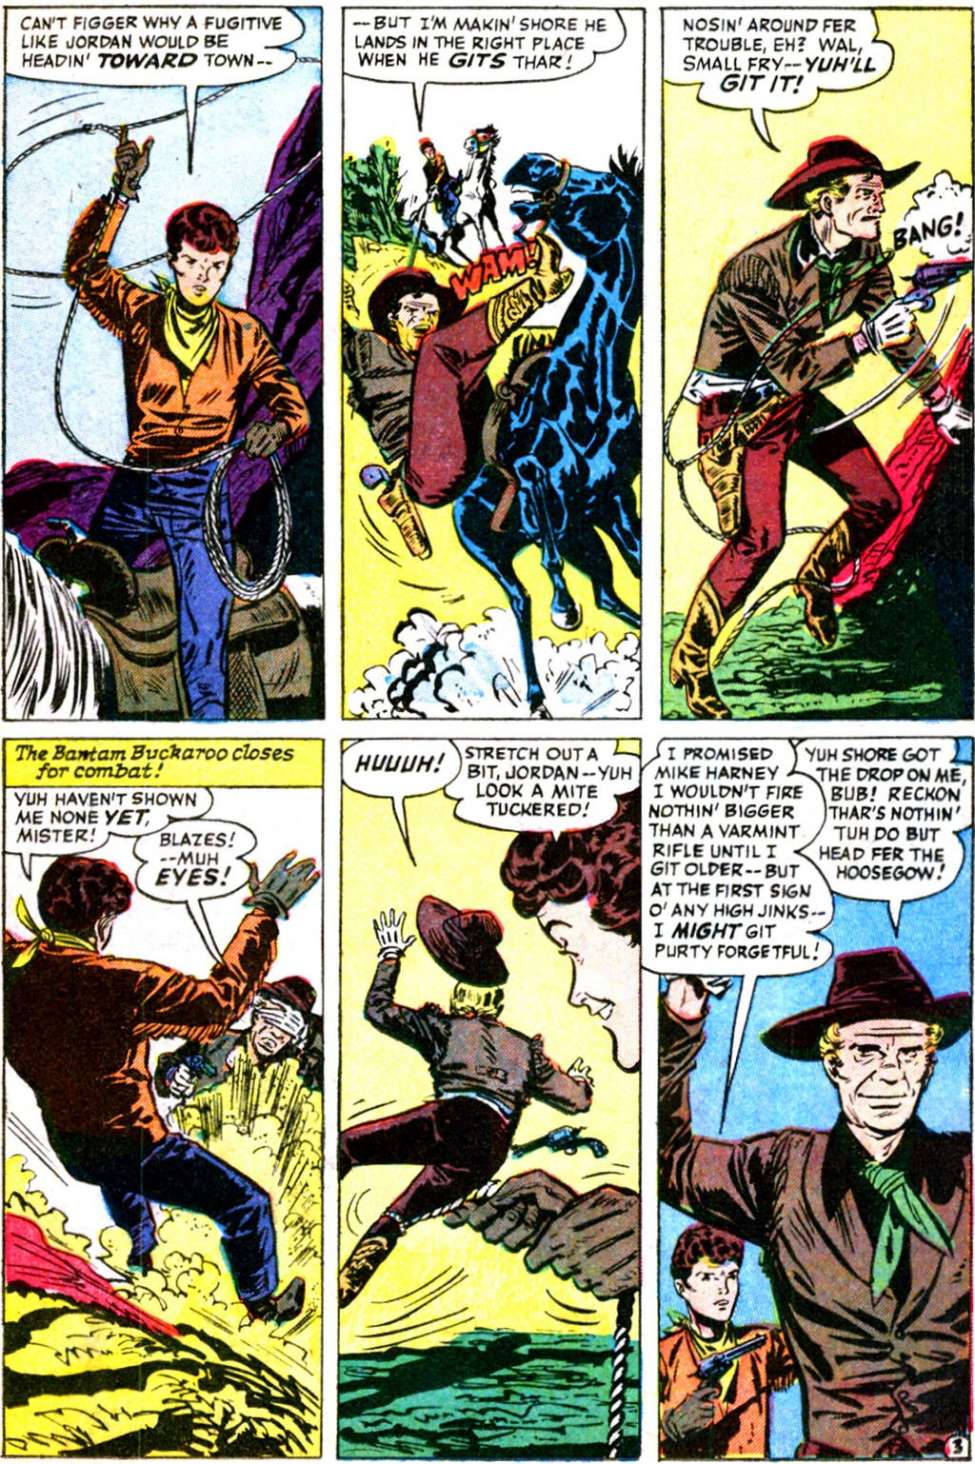 CAN'T FIGGER WHY A FUGITIVE
LIKE JORDAN WOULD BE
HEADIN' TOWARD TOWN--
--BUT I'M MAKIN' SHORE HE
LANDS IN THE RIGHT PLACE
WHEN HE GITS THAR!
WAM!
NOSIN' AROUND FER
TROUBLE, EH? WAL,
SMALL FRY--YUH'LL
GIT IT!
BANG!
The Bantam Buckaroo closes
for combat!
YUH HAVEN'T SHOWN
ME NONE YET,
MISTER!
BLAZES!
--MUH
EYES!
HUUUH!
STRETCH OUT A
BIT, JORDAN--YUH
LOOK A MITE
TUCKERED!
I PROMISED
MIKE HARNEY
I WOULDN'T FIRE
NOTHIN' BIGGER
THAN A VARMINT
RIFLE UNTIL I
GIT OLDER--BUT
AT THE FIRST SIGN
O' ANY HIGH JINKS--
I MIGHT GIT
PURTY FORGETFUL!
YUH SHORE GOT
THE DROP ON ME,
BUB! RECKON
THAR'S NOTHIN'
TUH DO BUT
HEAD FER THE
HOOSEGOW!
3